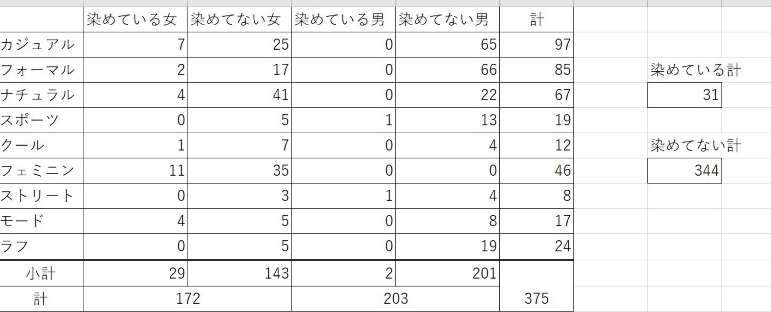 染めている女 染めてない女 染めている男 染めてない男 計
カジュアル 7 25 0 65 97
フォーマル 2 17 0 66 85
ナチュラル 4 41 0 22 67
スポーツ 0 5 1 13 19
クール 1 7 0 4 12
フェミニン 11 35 0 0 46
ストリート 0 3 1 4 8
モード 4 5 0 8 17
ラフ 0 5 0 19 24
小計 29 143 2 201
計 172 203 375
染めている計
31
染めてない計
344